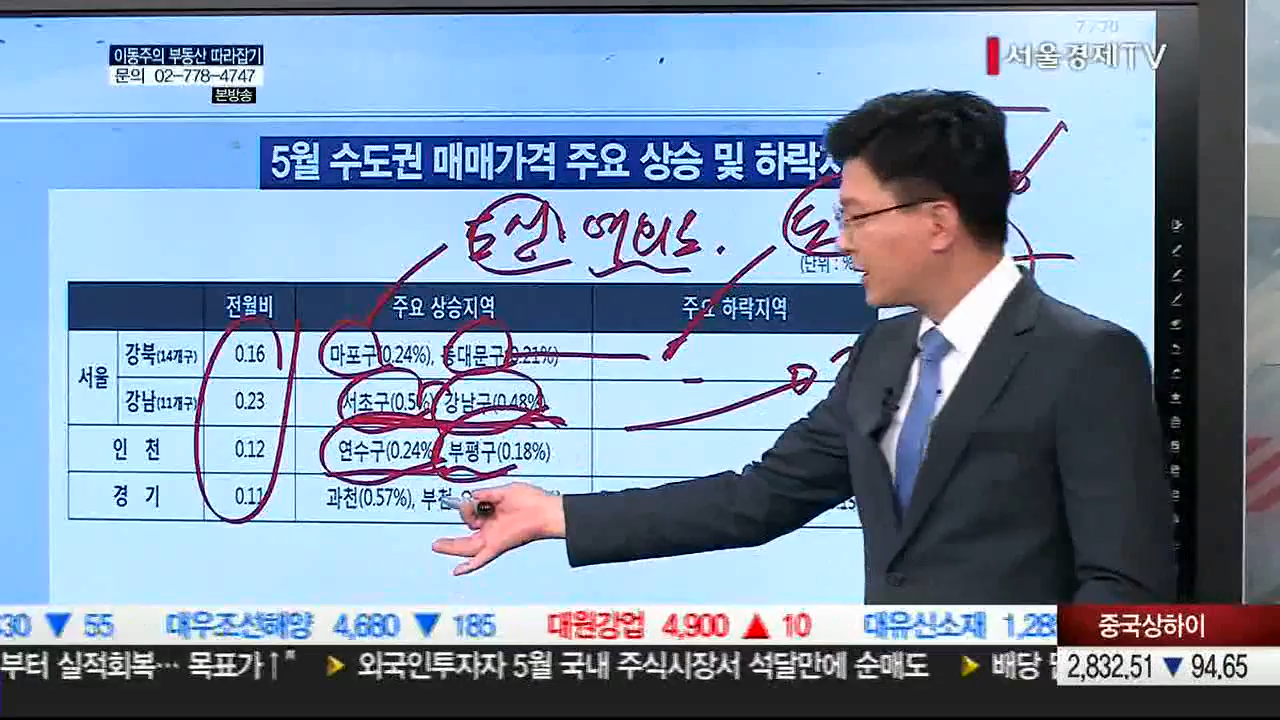 7/70
이동주의 부동산 따라잡기
문의 02-778-4747
본방송
서울경제TV
5월 수도권 매매가격 주요 상승 및 하락
여의도.
(단위 : %
전월비 주요 상승지역 주요 하락지역
서울 강북(14개구) 0.16 마포구(0.24%), 동대문구(0.21%)
강남(11개구) 0.23 서초구(0.5 강남구(0.48%)
인 천 0.12 연수구(0.24% 부평구(0.18%)
경 기 0.11 과천(0.57%), 부천
330 ▼ 55 대우조선해양 4,680 ▼ 185 대원강업 4,900 ▲ 10 대유신소재 1,28 중국상하이
부터 실적회복… 목표가↑" 외국인투자자 5월 국내 주식시장서 석달만에 순매도 배당 2,832.51 ▼ 94.65